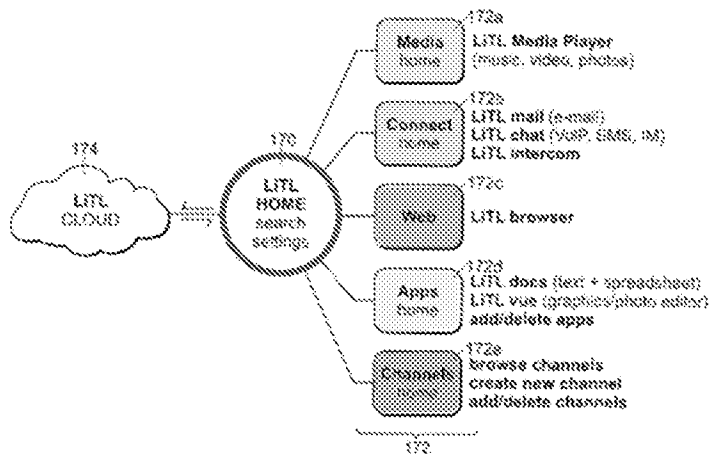 172a
Media
home
LiTL Media Player
(music, video, photos)
172b
Connect
home
LiTL mail (e-mail)
LiTL chat (VoIP, SMS, IM)
LiTL intercom
174
LiTL
CLOUD
170
LiTL
HOME
search
settings
172c
Web
LiTL browser
172d
Apps
home
LiTL docs (text + spreadsheet)
LiTL vue (graphics/photo editor)
add/delete apps
172e
Channels
home
browse channels
create new channel
add/delete channels
172